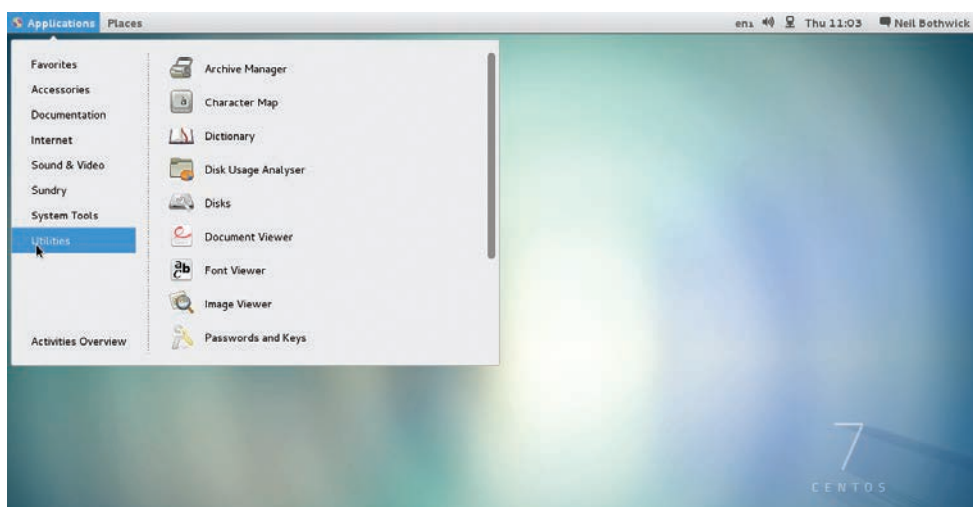 Applications Places en₁ Thu 11:03 Neil Bothwick
Favorites
Accessories
Documentation
Internet
Sound & Video
Sundry
System Tools
Utilities
Activities Overview
Archive Manager
Character Map
Dictionary
Disk Usage Analyser
Disks
Document Viewer
Font Viewer
Image Viewer
Passwords and Keys
7
CENTOS